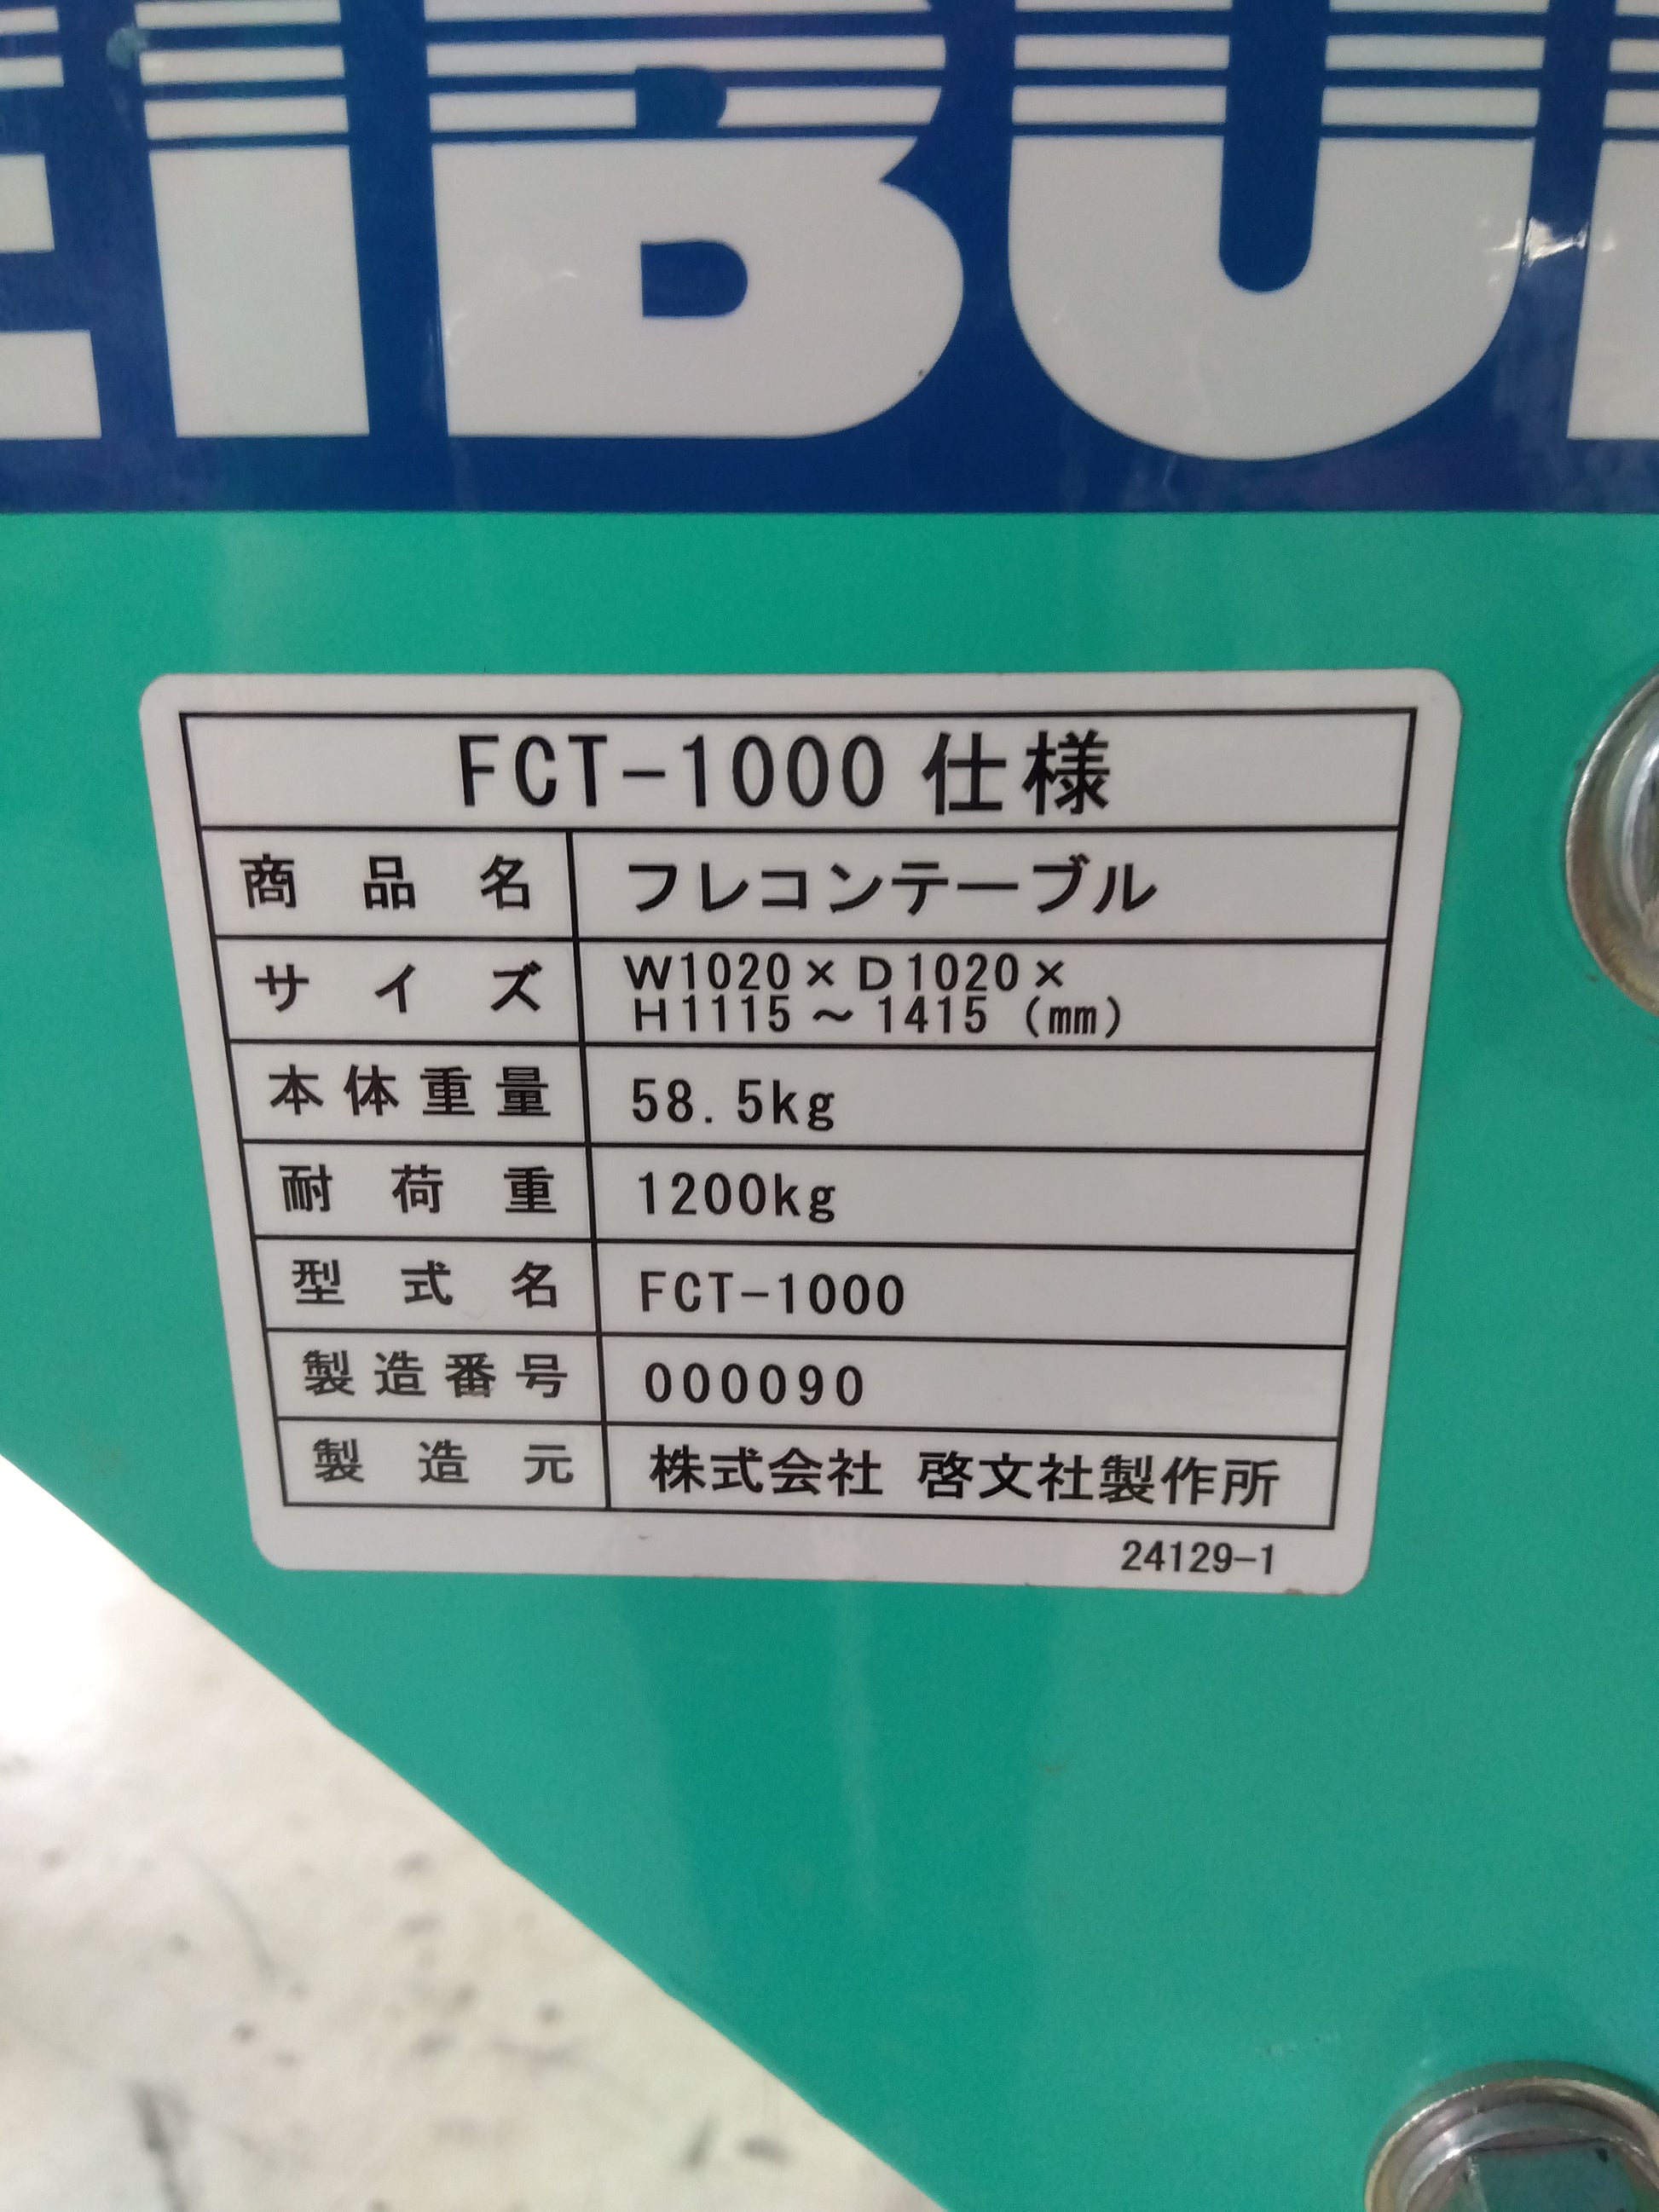 EIBU
FCT-1000 仕様
商品名 フレコンテーブル
サイズ W1020×D1020×
H1115～1415 (mm)
本体重量 58.5kg
耐荷重 1200kg
型式名 FCT-1000
製造番号 000090
製造元 株式会社 啓文社製作所
24129-1